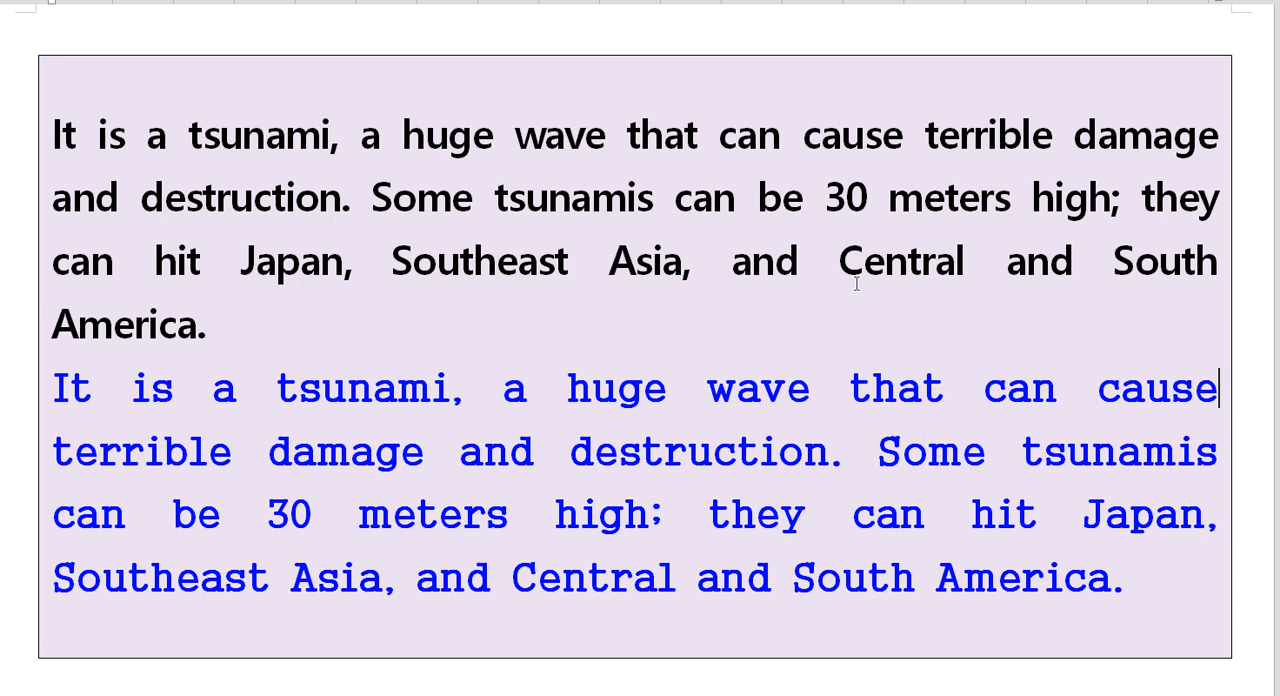 It is a tsunami, a huge wave that can cause terrible damage
and destruction. Some tsunamis can be 30 meters high; they
can hit Japan, Southeast Asia, and Central and South
America.
It is a tsunami, a huge wave that can cause
terrible damage and destruction. Some tsunamis
can be 30 meters high; they can hit Japan,
Southeast Asia, and Central and South America.